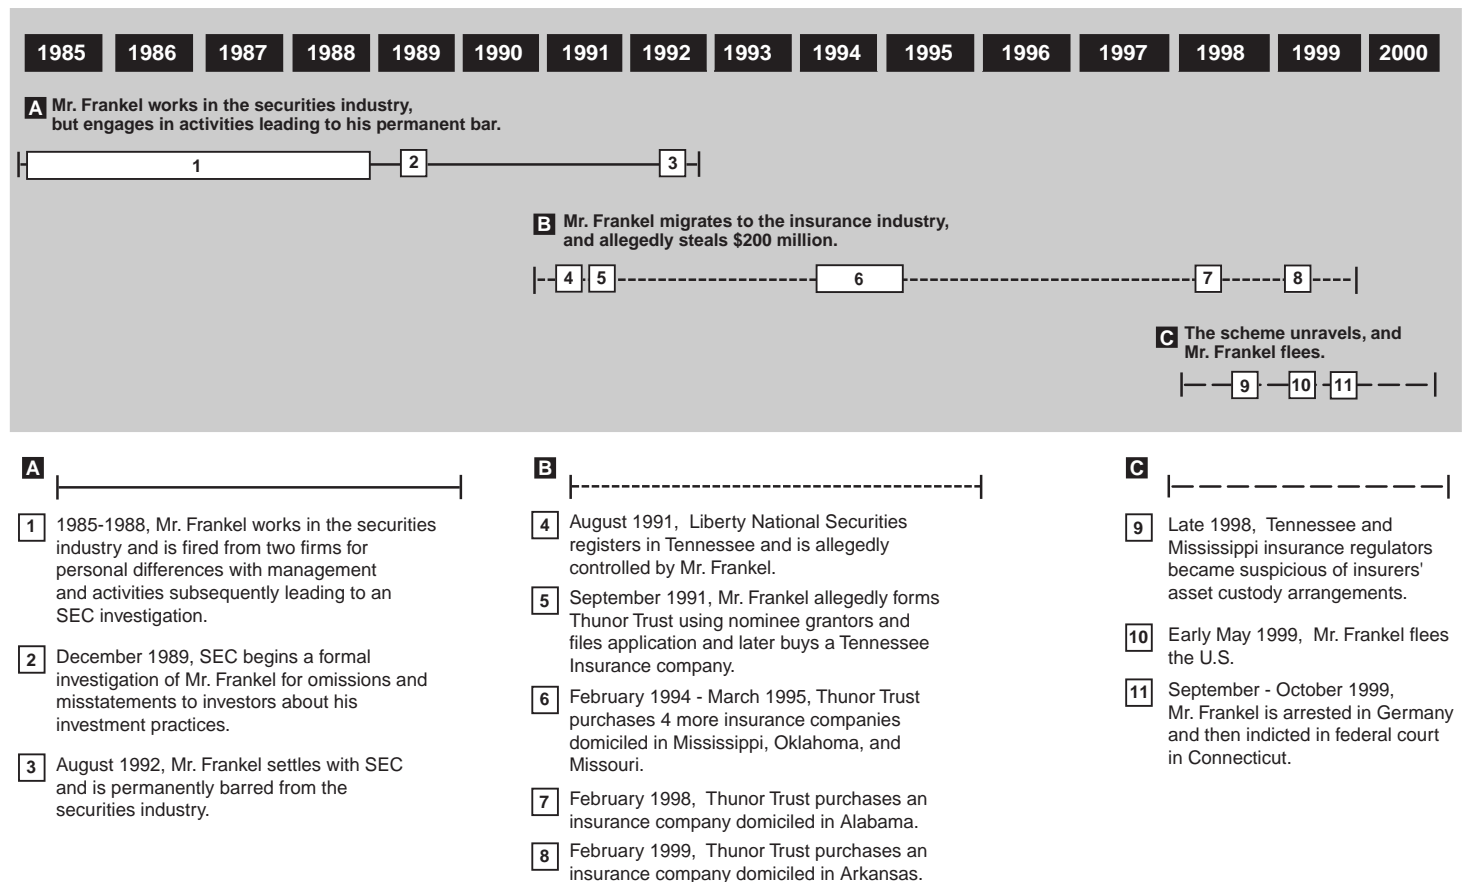 1985 1986 1987 1988 1989 1990 1991 1992 1993 1994 1995 1996 1997 1998 1999 2000
A Mr. Frankel works in the securities industry,
but engages in activities leading to his permanent bar.
1 2 3
B Mr. Frankel migrates to the insurance industry,
and allegedly steals $200 million.
4 5 6 7 8
C The scheme unravels, and
Mr. Frankel flees.
9 10 11
A
1 1985-1988, Mr. Frankel works in the securities
industry and is fired from two firms for
personal differences with management
and activities subsequently leading to an
SEC investigation.
2 December 1989, SEC begins a formal
investigation of Mr. Frankel for omissions and
misstatements to investors about his
investment practices.
3 August 1992, Mr. Frankel settles with SEC
and is permanently barred from the
securities industry.
B
4 August 1991, Liberty National Securities
registers in Tennessee and is allegedly
controlled by Mr. Frankel.
5 September 1991, Mr. Frankel allegedly forms
Thunor Trust using nominee grantors and
files application and later buys a Tennessee
Insurance company.
6 February 1994 - March 1995, Thunor Trust
purchases 4 more insurance companies
domiciled in Mississippi, Oklahoma, and
Missouri.
7 February 1998, Thunor Trust purchases an
insurance company domiciled in Alabama.
8 February 1999, Thunor Trust purchases an
insurance company domiciled in Arkansas.
C
9 Late 1998, Tennessee and
Mississippi insurance regulators
became suspicious of insurers'
asset custody arrangements.
10 Early May 1999, Mr. Frankel flees
the U.S.
11 September - October 1999,
Mr. Frankel is arrested in Germany
and then indicted in federal court
in Connecticut.